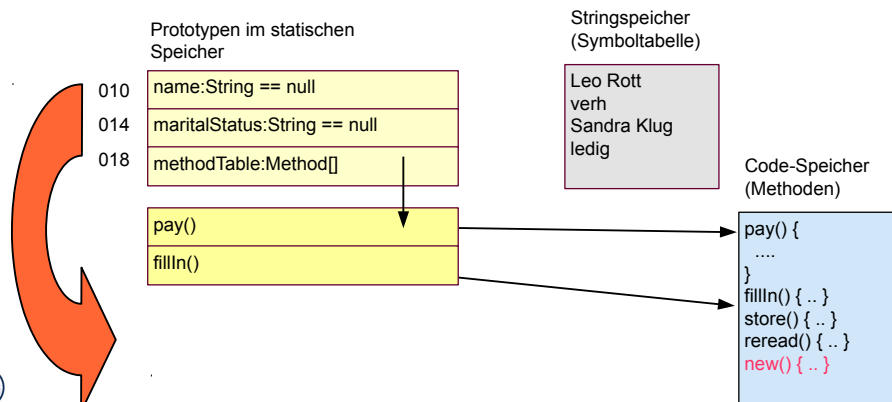 Prototypen im statischen
Speicher
010
name:String == null
014
maritalStatus:String == null
018
methodTable:Method[]
pay()
fillIn()
Stringspeicher
(Symboltabelle)
Leo Rott
verh
Sandra Klug
ledig
Code-Speicher
(Methoden)
pay() {
....
}
fillIn() { .. }
store() { .. }
reread() { .. }
new() { .. }